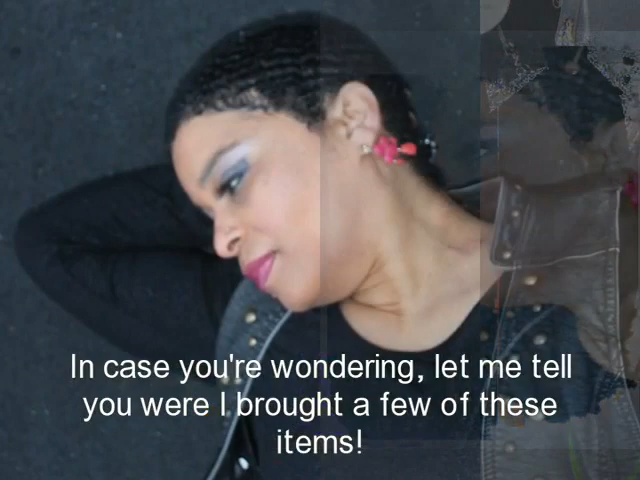 In case you're wondering, let me tell
you were I brought a few of these
items!